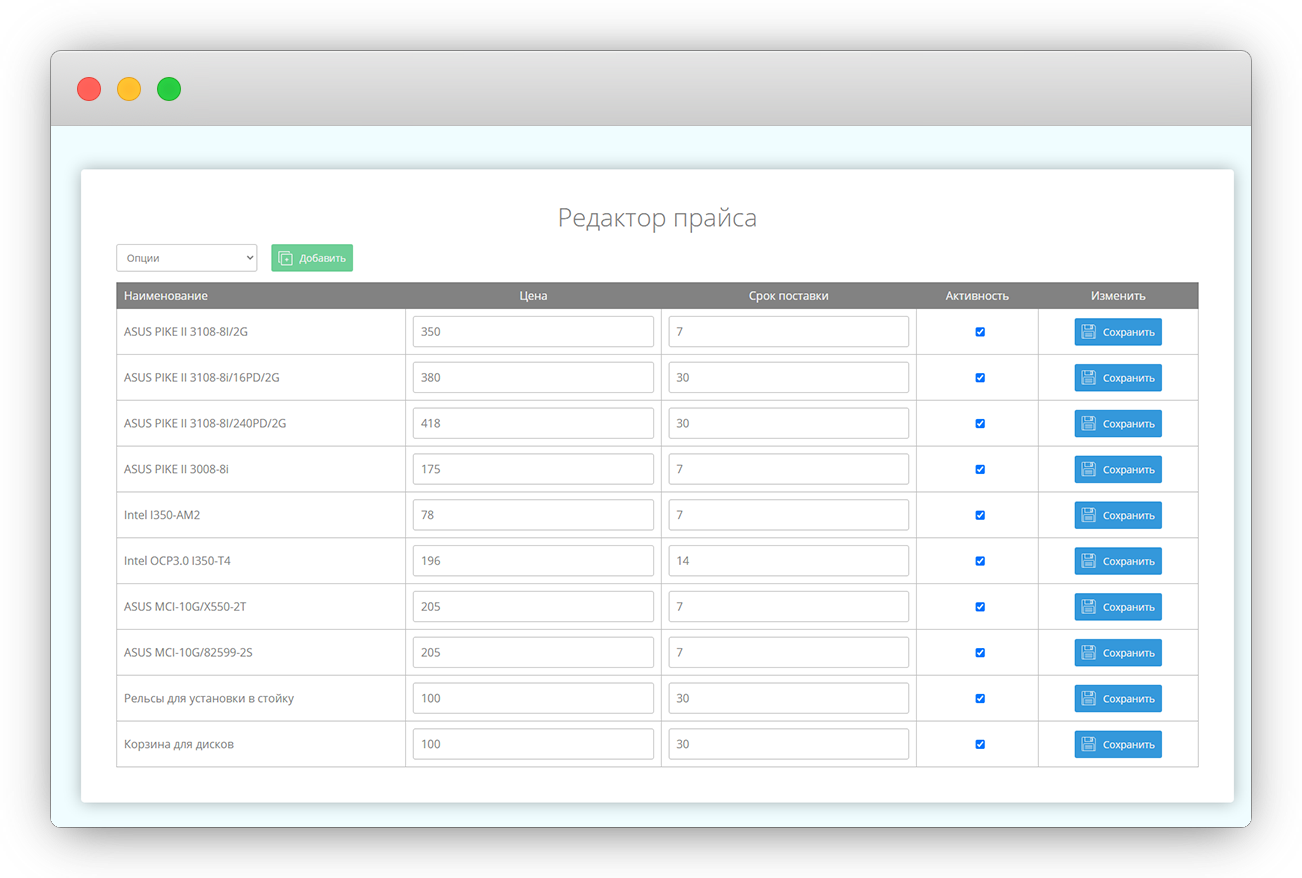 Редактор прайса
Опции Добавить
Наименование Цена Срок поставки Активность Изменить
ASUS PIKE II 3108-8I/2G 350 7 Сохранить
ASUS PIKE II 3108-8i/16PD/2G 380 30 Сохранить
ASUS PIKE II 3108-8I/240PD/2G 418 30 Сохранить
ASUS PIKE II 3008-8i 175 7 Сохранить
Intel I350-AM2 78 7 Сохранить
Intel OCP3.0 I350-T4 196 14 Сохранить
ASUS MCI-10G/X550-2T 205 7 Сохранить
ASUS MCI-10G/82599-2S 205 7 Сохранить
Рельсы для установки в стойку 100 30 Сохранить
Корзина для дисков 100 30 Сохранить